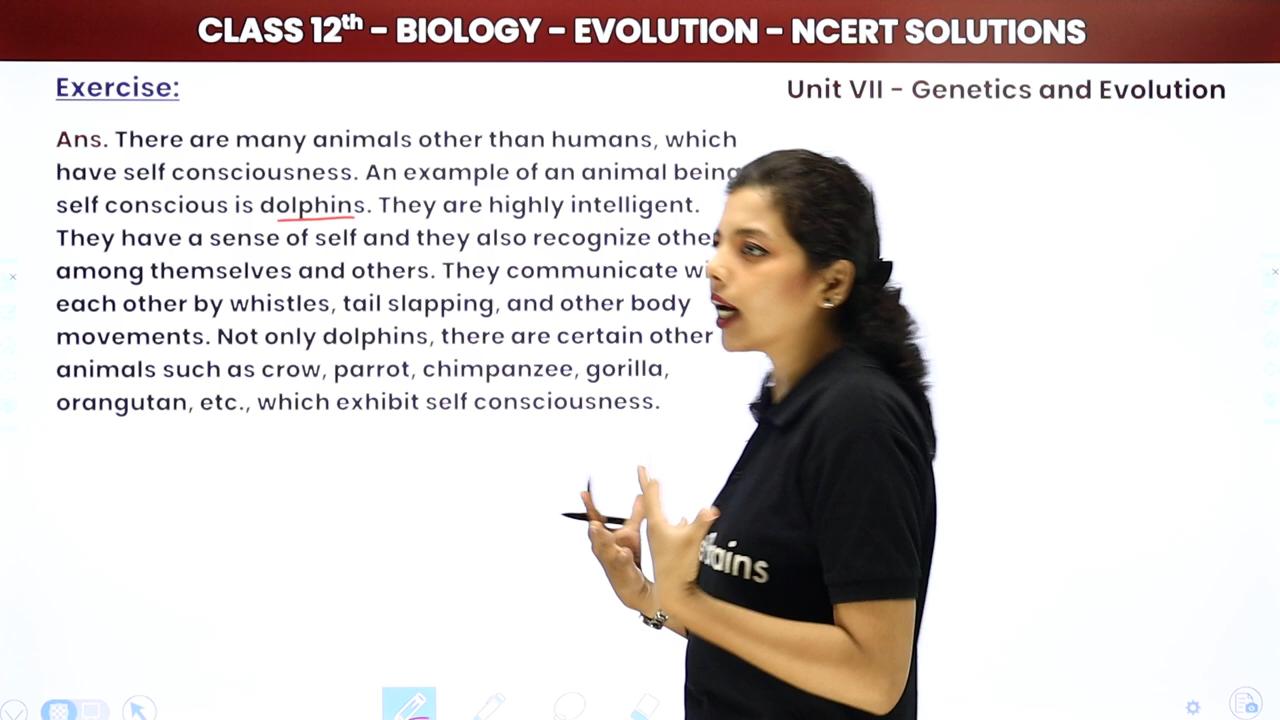 CLASS 12th - BIOLOGY - EVOLUTION - NCERT SOLUTIONS
Exercise:
Unit VII - Genetics and Evolution
Ans. There are many animals other than humans, which
have self consciousness. An example of an animal being
self conscious is dolphins. They are highly intelligent.
They have a sense of self and they also recognize
among themselves and others. They communicate
each other by whistles, tail slapping, and other body
movements. Not only dolphins, there are certain other
animals such as crow, parrot, chimpanzee, gorilla,
orangutan, etc., which exhibit self consciousness.